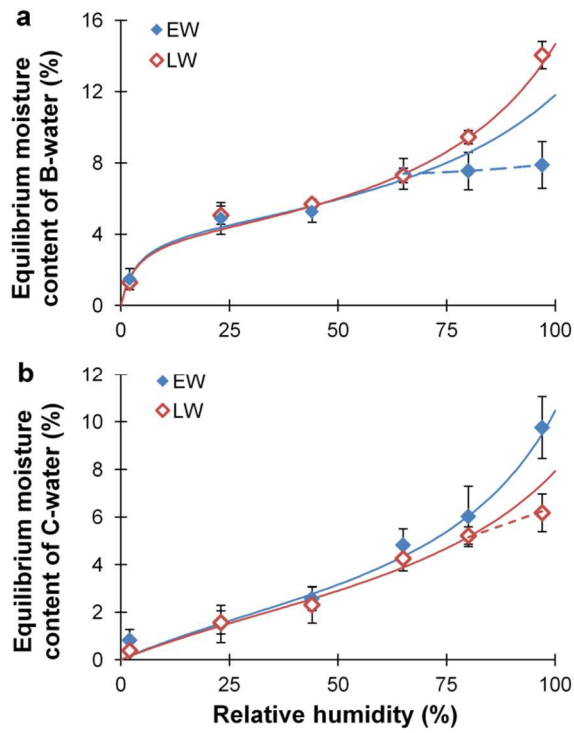 a
EW
LW
Equilibrium moisture
content of B-water (%)
16
12
8
4
0
0
25
50
75
100
b
EW
LW
Equilibrium moisture
content of C-water (%)
12
10
8
6
4
2
0
0
25
50
75
100
Relative humidity (%)